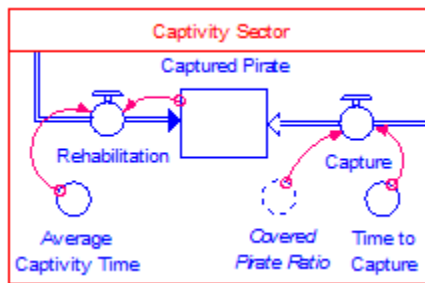 Captivity Sector
Captured Pirate
Rehabilitation
Capture
Average
Captivity Time
Covered
Pirate Ratio
Time to
Capture